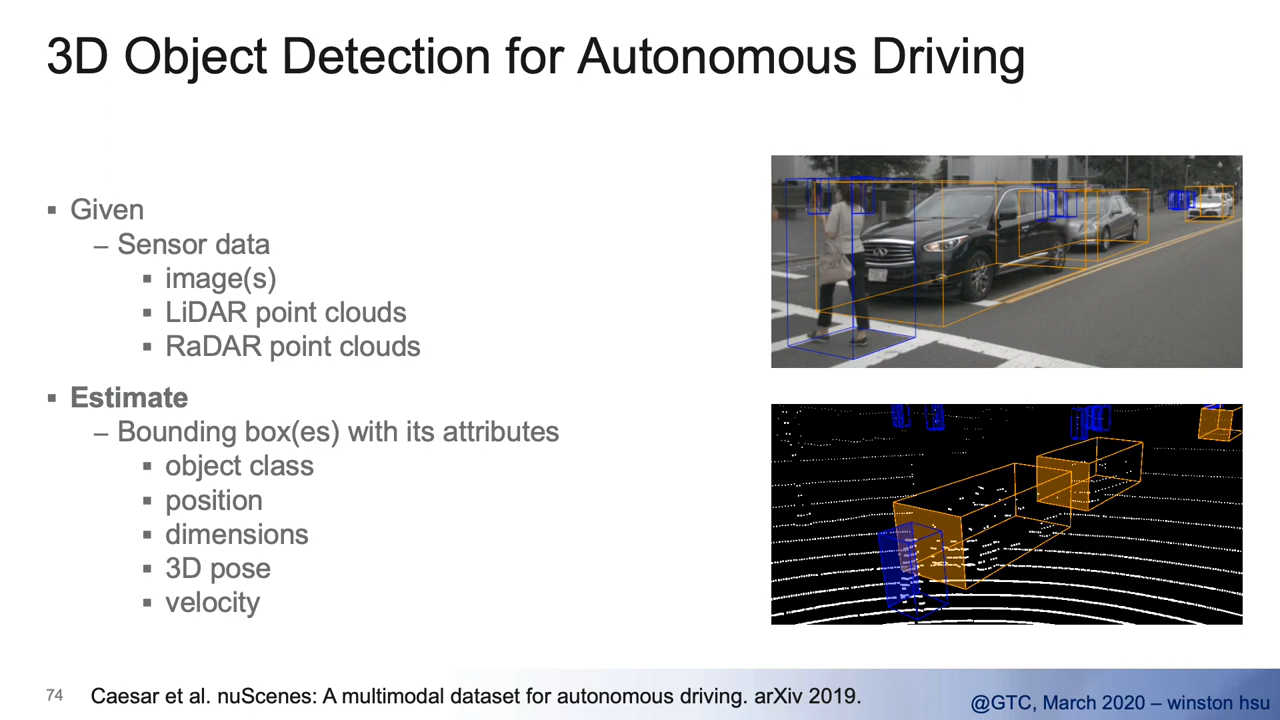 3D Object Detection for Autonomous Driving
▪ Given
– Sensor data
▪ image(s)
▪ LiDAR point clouds
▪ RaDAR point clouds
▪ Estimate
– Bounding box(es) with its attributes
▪ object class
▪ position
▪ dimensions
▪ 3D pose
▪ velocity
74 Caesar et al. nuScenes: A multimodal dataset for autonomous driving. arXiv 2019.
@GTC, March 2020 – winston hsu